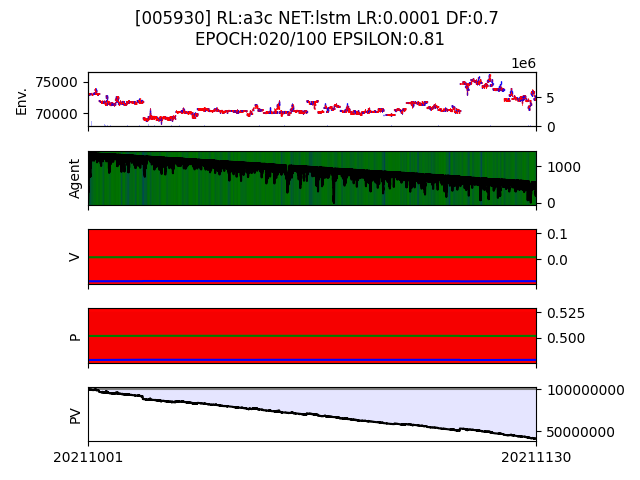 [005930] RL:a3c NET:lstm LR:0.0001 DF:0.7
EPOCH:020/100 EPSILON:0.81
1e6
75000
70000
Env.
5
0
Agent
1000
0
V
0.1
0.0
P
0.525
0.500
PV
100000000
50000000
20211001
20211130